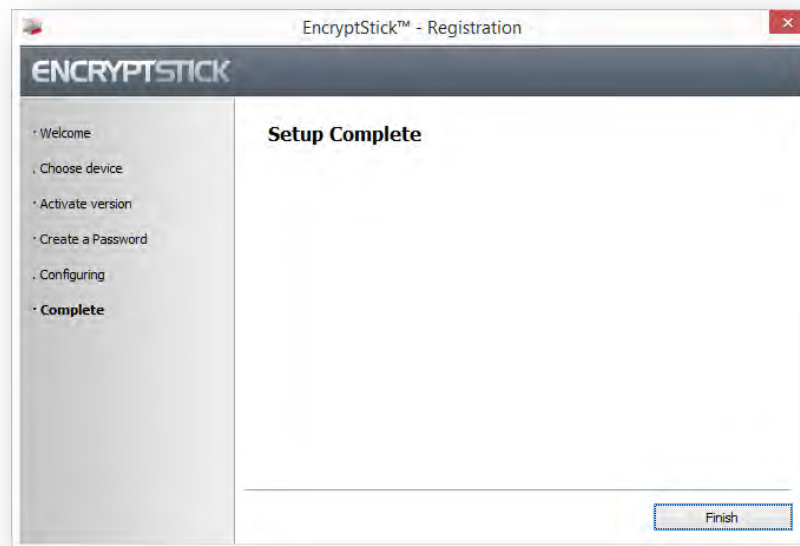 EncryptStick™ - Registration
ENCRYPTSTICK
· Welcome
. Choose device
· Activate version
· Create a Password
. Configuring
· Complete
Setup Complete
Finish